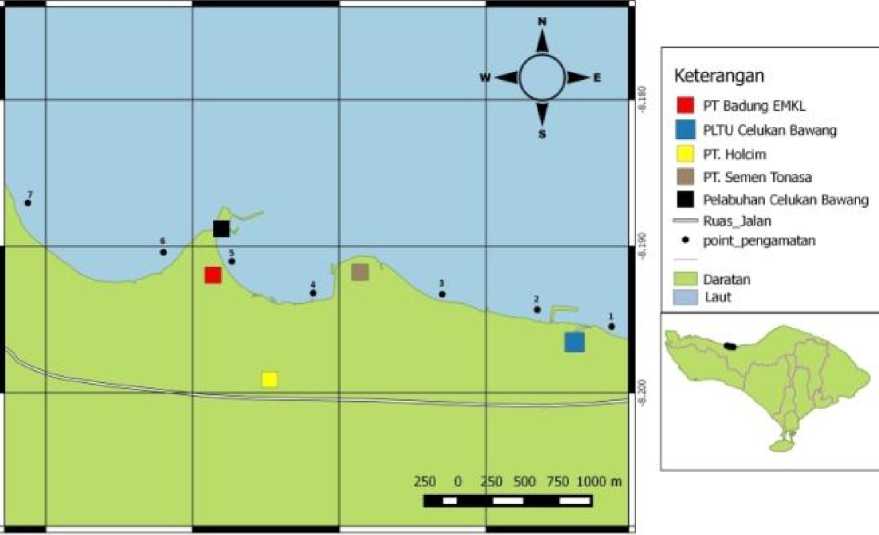 N
W
E
S
-8.180
7
6
5
-8.190
4
3
2
1
-8.200
250 0 250 500 750 1000 m
Keterangan
PT Badung EMKL
PLTU Celukan Bawang
PT. Holcim
PT. Semen Tonasa
Pelabuhan Celukan Bawang
Ruas_Jalan
point_pengamatan
Daratan
Laut